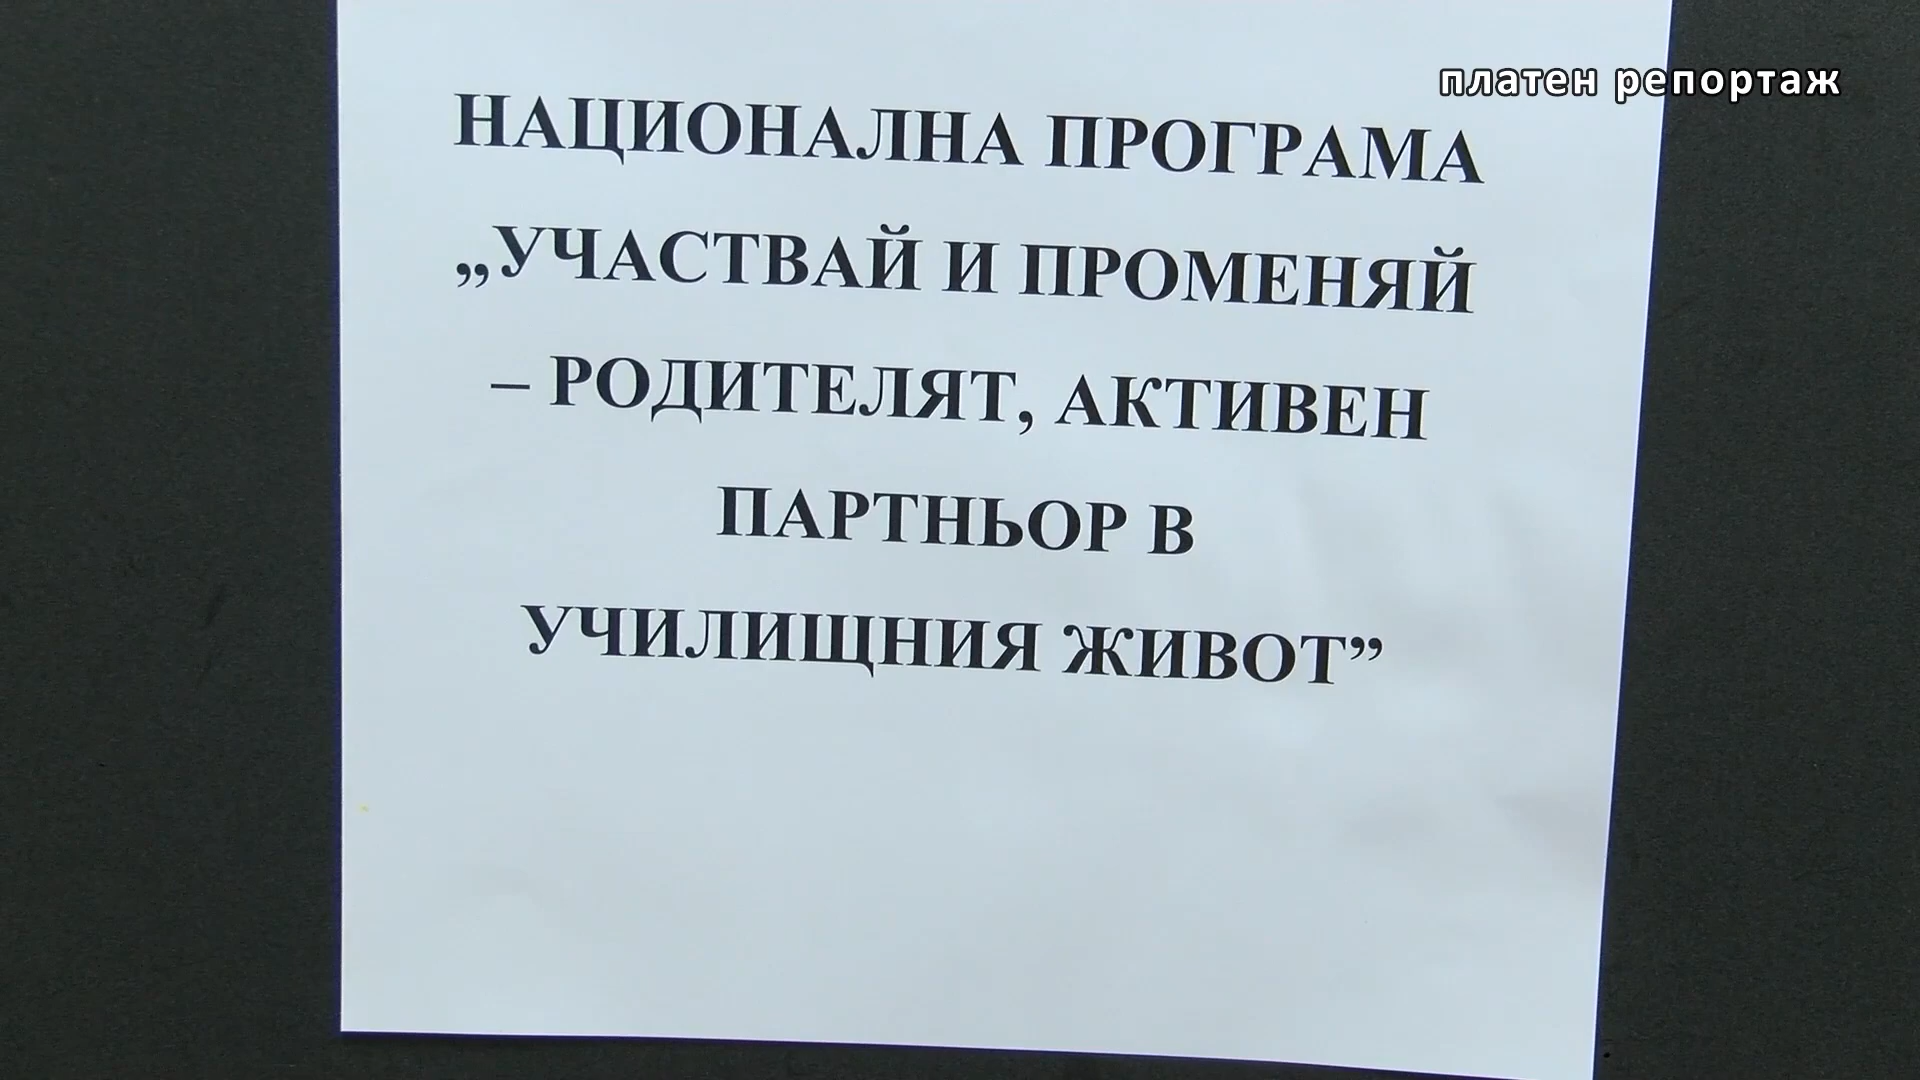 платен репортаж
НАЦИОНАЛНА ПРОГРАМА
„УЧАСТВАЙ И ПРОМЕНЯЙ
– РОДИТЕЛЯТ, АКТИВЕН
ПАРТНЬОР В
УЧИЛИЩНИЯ ЖИВОТ”